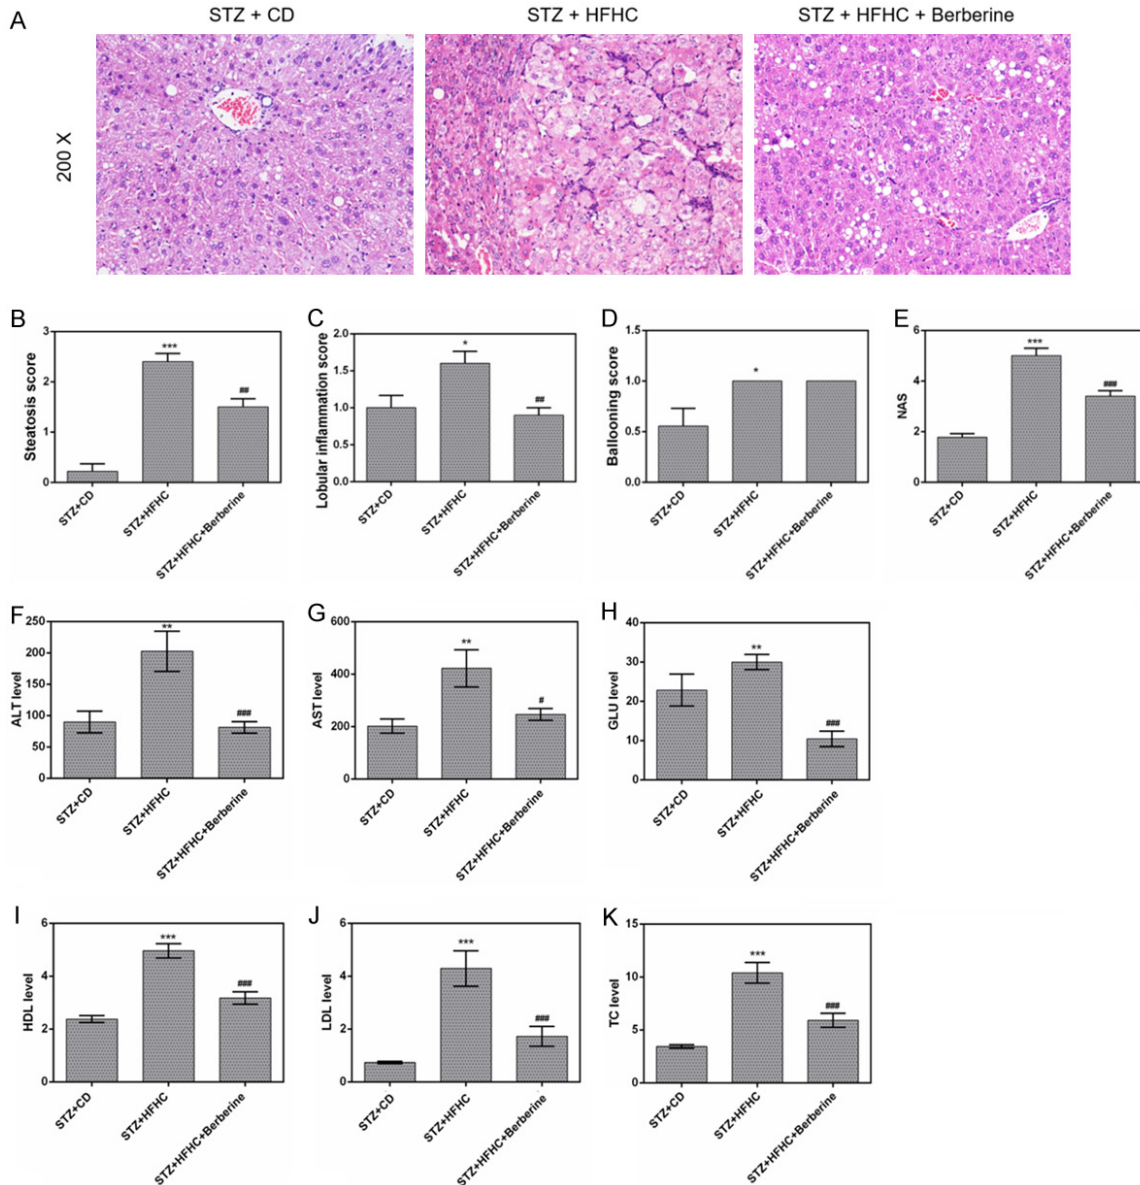 A
STZ + CD
STZ + HFHC
STZ + HFHC + Berberine
200 X
B
Steatosis score
3
2
1
0
***
##
STZ+CD
STZ+HFHC
STZ+HFHC+Berberine
C
Lobular inflammation score
2.0
1.5
1.0
0.5
0.0
*
##
STZ+CD
STZ+HFHC
STZ+HFHC+Berberine
D
Ballooning score
1.5
1.0
0.5
0.0
*
STZ+CD
STZ+HFHC
STZ+HFHC+Berberine
E
NAS
6
4
2
0
***
###
STZ+CD
STZ+HFHC
STZ+HFHC+Berberine
F
ALT level
250
200
150
100
50
0
**
###
STZ+CD
STZ+HFHC
STZ+HFHC+Berberine
G
AST level
600
400
200
0
**
#
STZ+CD
STZ+HFHC
STZ+HFHC+Berberine
H
GLU level
40
30
20
10
0
**
###
STZ+CD
STZ+HFHC
STZ+HFHC+Berberine
I
HDL level
6
4
2
0
***
###
STZ+CD
STZ+HFHC
STZ+HFHC+Berberine
J
LDL level
6
4
2
0
***
###
STZ+CD
STZ+HFHC
STZ+HFHC+Berberine
K
TC level
15
10
5
0
***
###
STZ+CD
STZ+HFHC
STZ+HFHC+Berberine